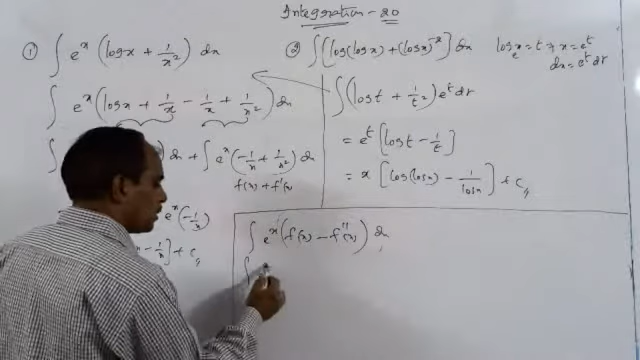 Integration - 20
① ∫ e^x (log x + 1/x²) dx
∫ e^x (log x + 1/x - 1/x + 1/x²) dx
∫ dx + ∫ e^x (-1/x + 1/x²) dx
f(x) + f'(x)
e^x (-1/x)
- 1/x] + c,
② ∫ [log(log x) + (log x)^-2] dx
log_e x = t ⇒ x = e^t
dx = e^t dt
∫ (log t + 1/t²) e^t dt
= e^t [log t - 1/t]
= x [log(log x) - 1/log x] + c,
∫ e^x (f(x) - f''(x)) dx
∫